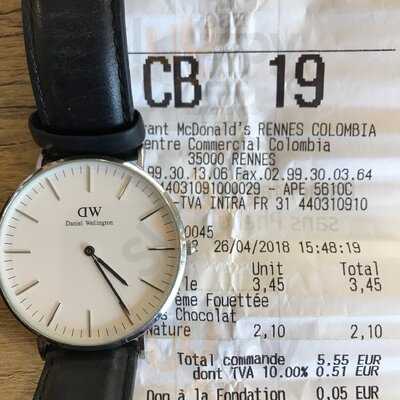 CB 19
DW
Daniel Wellington
McDonald's RENNES COLOMBIA
Centre Commercial Colombia
35000 RENNES
99.30.13.06 Fax.02.99.30.03.64
44031091000029 - APE 5610C
-TVA INTRA FR 31 440310910
0045
26/04/2018 15:48:19
Unit Total
le 3,45 3,45
ème Fouettée
Chocolat
Nature 2,10 2,10
Total commande 5.55 EUR
dont TVA 10.00% 0.51 EUR
Don à la Fondation 0,05 EUR